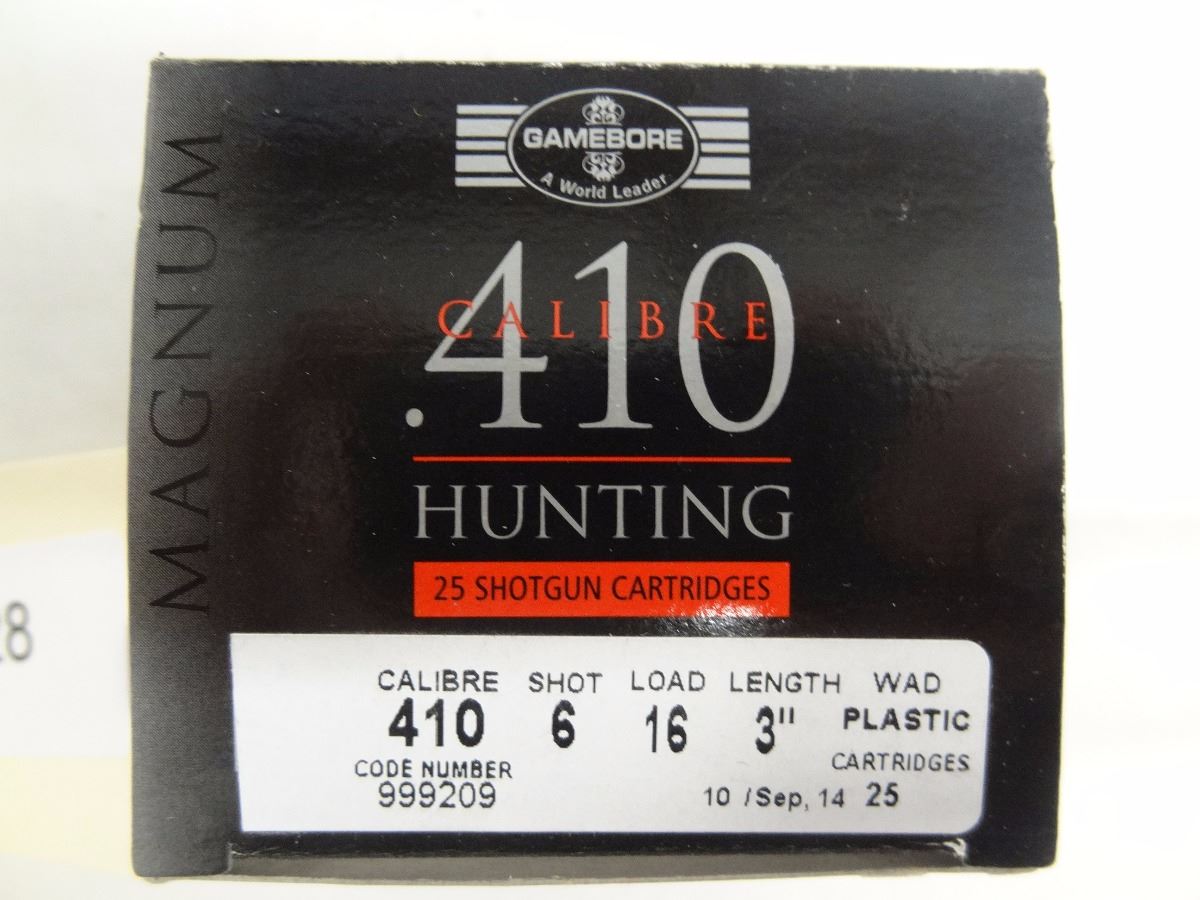 MAGNUM
GAMEBORE
A World Leader
.410
CALIBRE
HUNTING
25 SHOTGUN CARTRIDGES
CALIBRE SHOT LOAD LENGTH WAD
410 6 16 3" PLASTIC
CODE NUMBER CARTRIDGES
999209 10 /Sep, 14 25